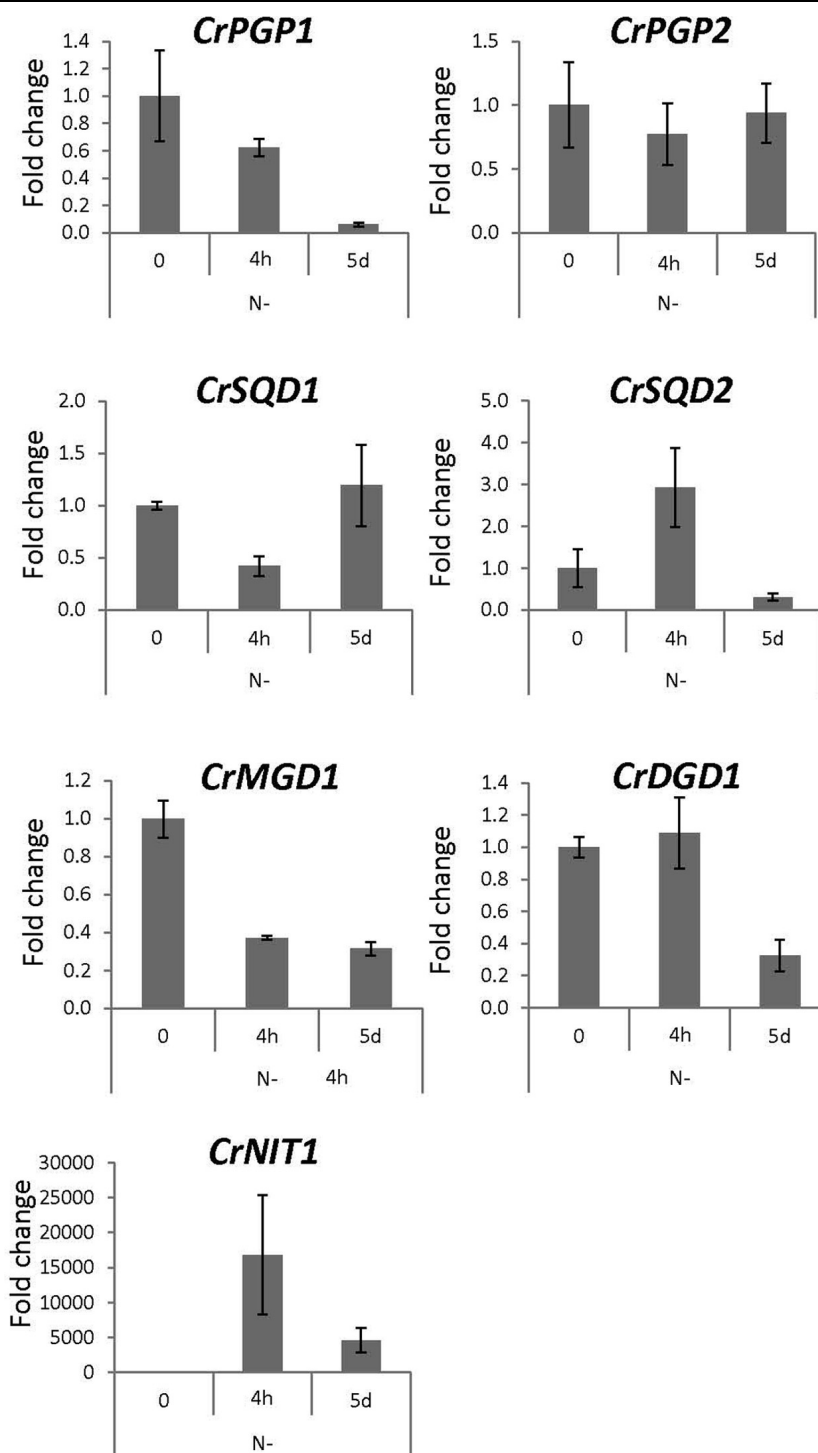 CrPGP1
Fold change
1.4
1.2
1.0
0.8
0.6
0.4
0.2
0.0
0 4h 5d
N-
CrPGP2
Fold change
1.5
1.0
0.5
0.0
0 4h 5d
N-
CrSQD1
Fold change
2.0
1.5
1.0
0.5
0.0
0 4h 5d
N-
CrSQD2
Fold change
5.0
4.0
3.0
2.0
1.0
0.0
0 4h 5d
N-
CrMGD1
Fold change
1.2
1.0
0.8
0.6
0.4
0.2
0.0
0 4h 5d
N- 4h
CrDGD1
Fold change
1.4
1.2
1.0
0.8
0.6
0.4
0.2
0.0
0 4h 5d
N-
CrNIT1
Fold change
30000
25000
20000
15000
10000
5000
0
0 4h 5d
N-